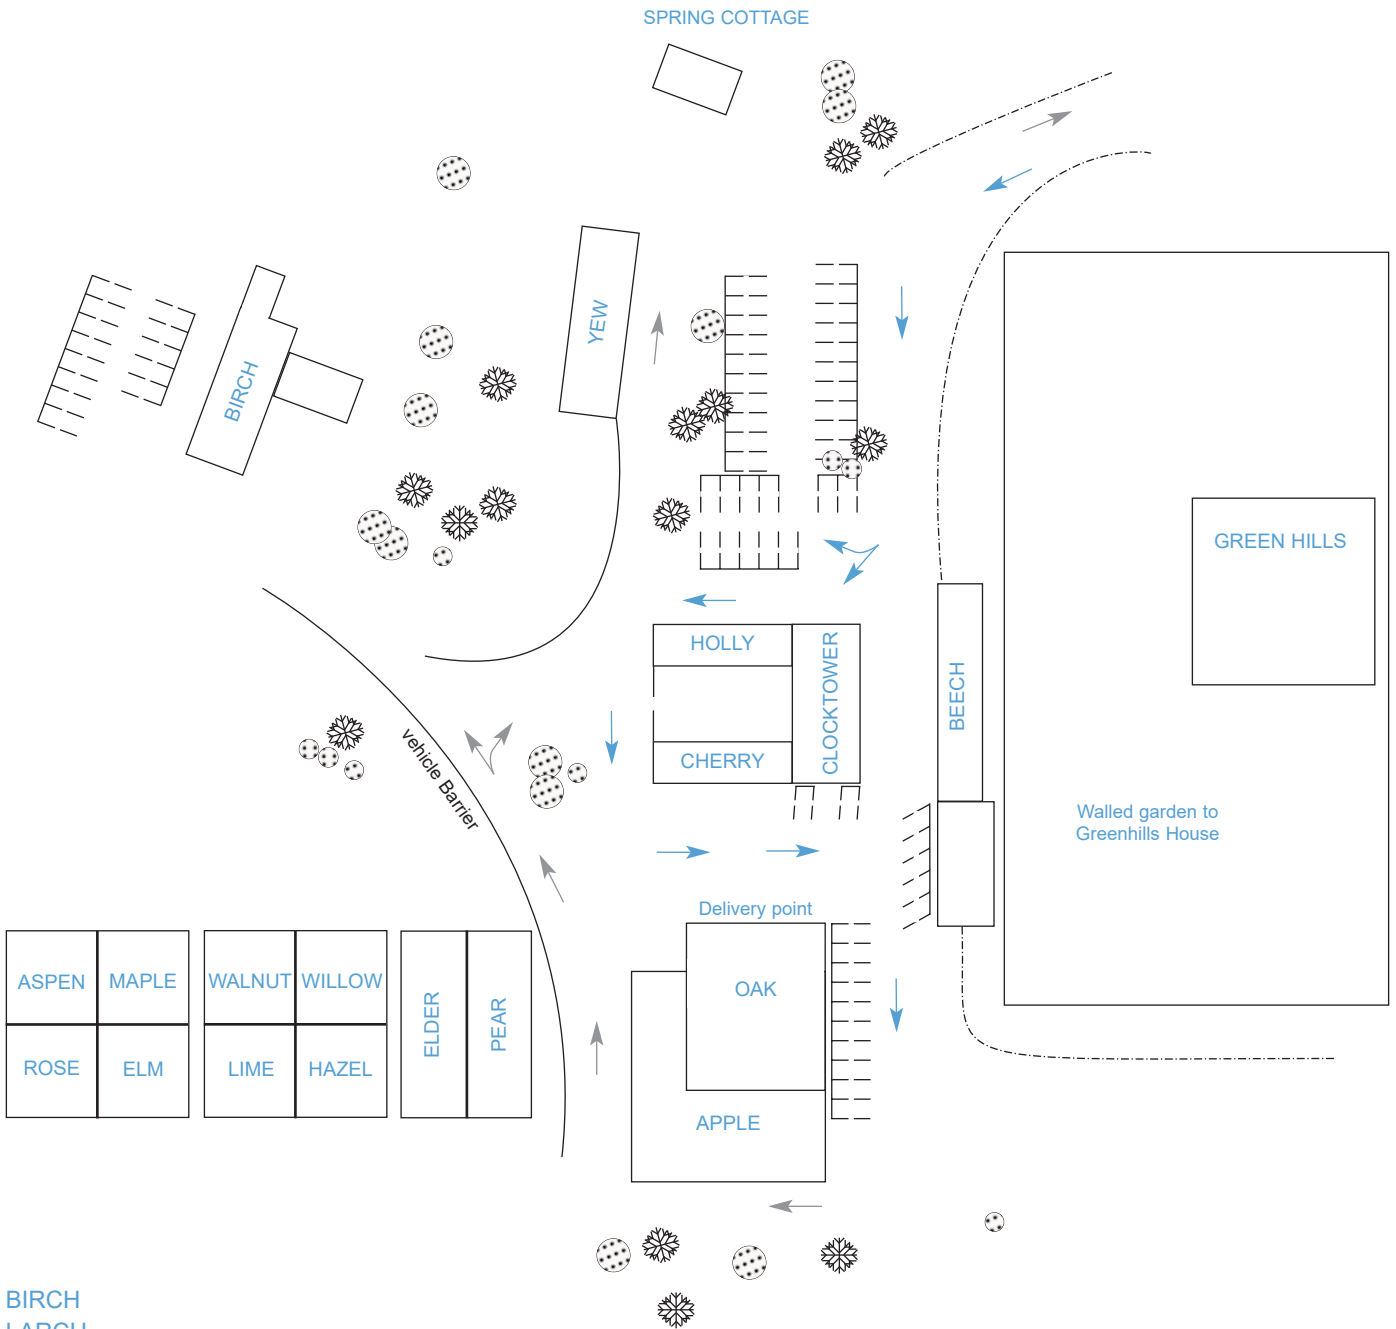 SPRING COTTAGE
YEW
BIRCH
GREEN HILLS
HOLLY
CLOCKTOWER
BEECH
CHERRY
vehicle Barrier
Walled garden to
Greenhills House
Delivery point
ASPEN
MAPLE
WALNUT
WILLOW
OAK
ELDER
PEAR
ROSE
ELM
LIME
HAZEL
APPLE
BIRCH
LARCH